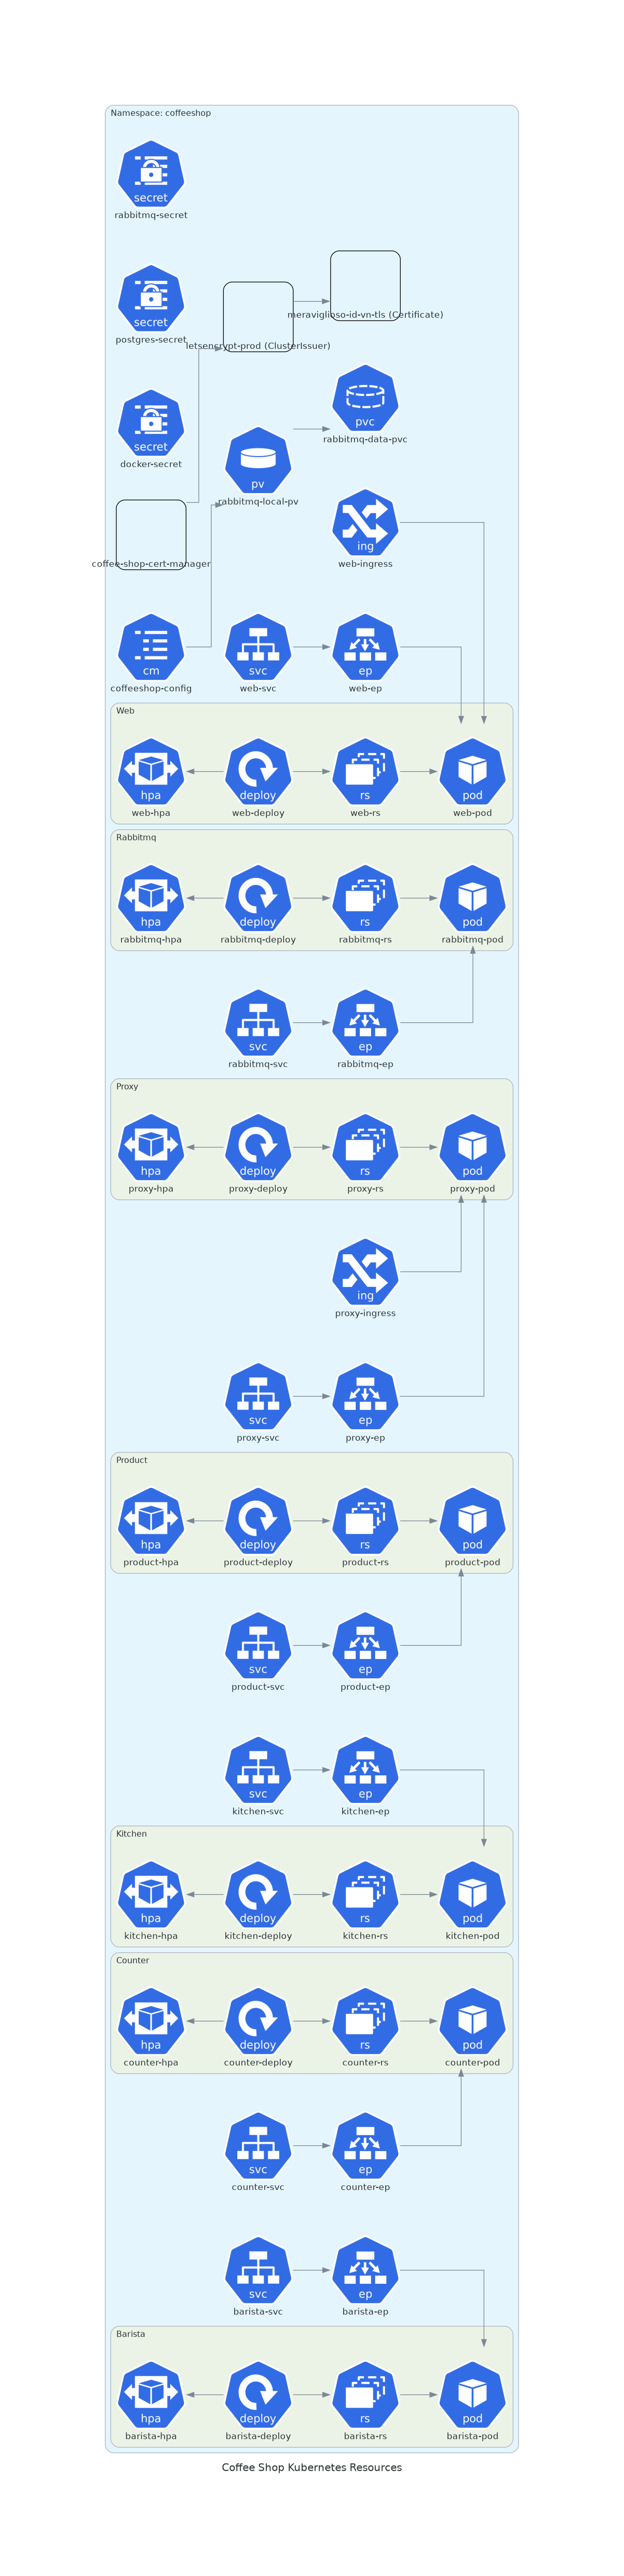 Namespace: coffeeshop
secret
rabbitmq-secret
secret
postgres-secret
letsencrypt-prod (ClusterIssuer)
meraviglioso-id-vn-tls (Certificate)
secret
docker-secret
pv
rabbitmq-local-pv
pvc
rabbitmq-data-pvc
coffee-shop-cert-manager
ing
web-ingress
cm
coffeeshop-config
svc
web-svc
ep
web-ep
Web
hpa
web-hpa
deploy
web-deploy
rs
web-rs
pod
web-pod
Rabbitmq
hpa
rabbitmq-hpa
deploy
rabbitmq-deploy
rs
rabbitmq-rs
pod
rabbitmq-pod
svc
rabbitmq-svc
ep
rabbitmq-ep
Proxy
hpa
proxy-hpa
deploy
proxy-deploy
rs
proxy-rs
pod
proxy-pod
ing
proxy-ingress
svc
proxy-svc
ep
proxy-ep
Product
hpa
product-hpa
deploy
product-deploy
rs
product-rs
pod
product-pod
svc
product-svc
ep
product-ep
svc
kitchen-svc
ep
kitchen-ep
Kitchen
hpa
kitchen-hpa
deploy
kitchen-deploy
rs
kitchen-rs
pod
kitchen-pod
Counter
hpa
counter-hpa
deploy
counter-deploy
rs
counter-rs
pod
counter-pod
svc
counter-svc
ep
counter-ep
svc
barista-svc
ep
barista-ep
Barista
hpa
barista-hpa
deploy
barista-deploy
rs
barista-rs
pod
barista-pod
Coffee Shop Kubernetes Resources